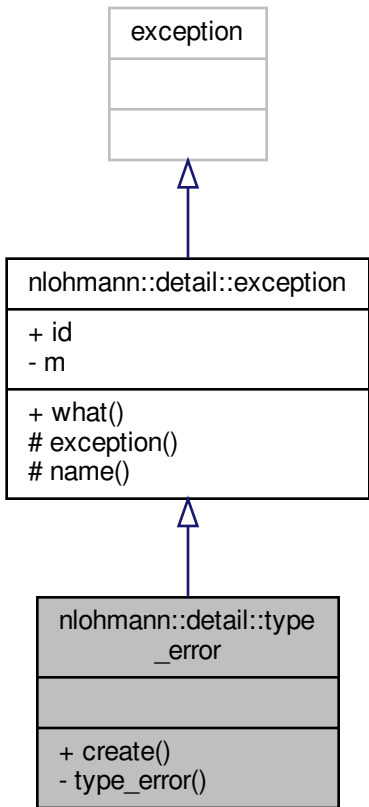 exception
nlohmann::detail::exception
+ id
- m
+ what()
# exception()
# name()
nlohmann::detail::type
_error
+ create()
- type_error()